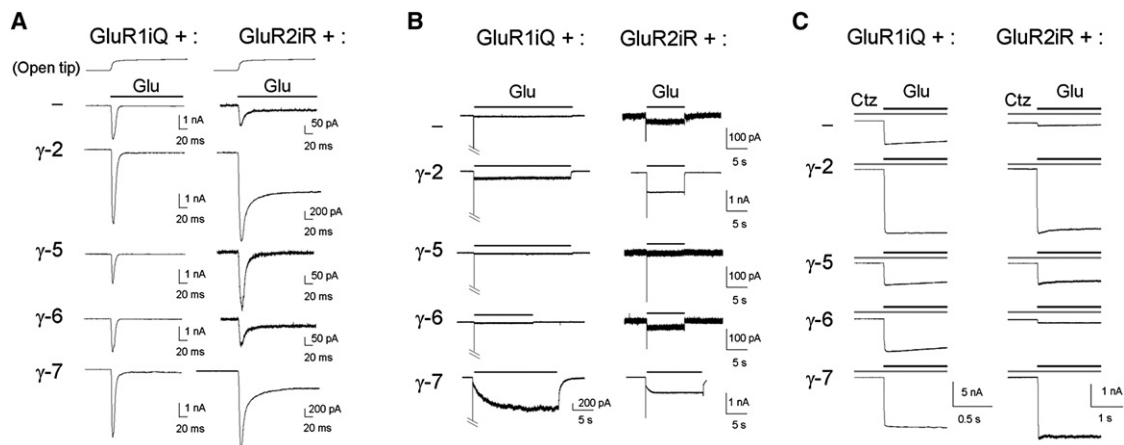 A
GluR1iQ + : GluR2iR + :
(Open tip)
Glu
–
1 nA
20 ms
50 pA
20 ms
γ-2
1 nA
20 ms
200 pA
20 ms
γ-5
1 nA
20 ms
50 pA
20 ms
γ-6
1 nA
20 ms
50 pA
20 ms
γ-7
1 nA
20 ms
200 pA
20 ms
B
GluR1iQ + : GluR2iR + :
Glu Glu
–
100 pA
5 s
γ-2
1 nA
5 s
γ-5
100 pA
5 s
γ-6
100 pA
5 s
γ-7
200 pA
5 s
1 nA
5 s
C
GluR1iQ + : GluR2iR + :
Ctz Glu Ctz Glu
–
γ-2
γ-5
γ-6
γ-7
5 nA
0.5 s
1 nA
1 s